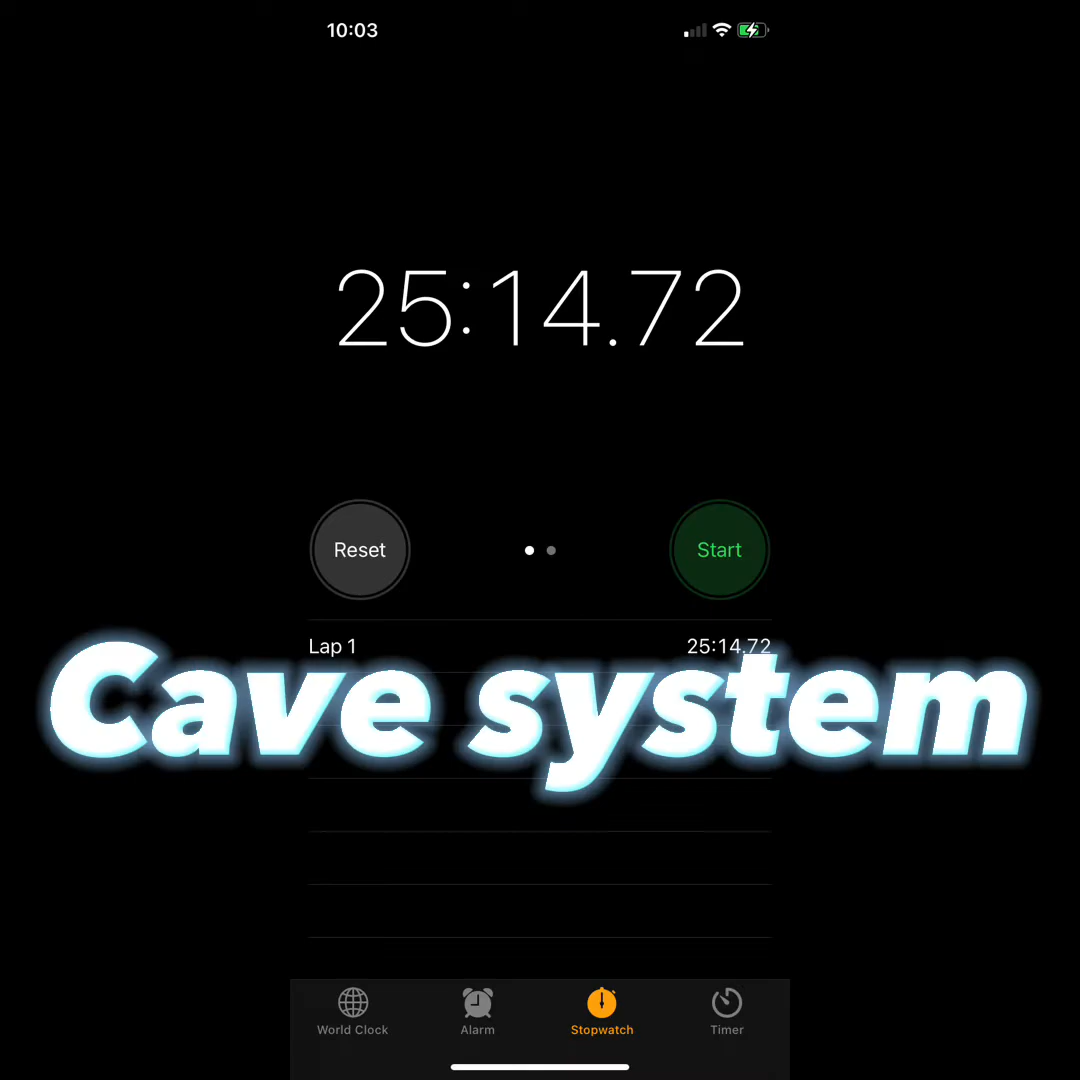 10:03
25:14.72
Reset
Start
Lap 1 25:14.72
Cave system
World Clock Alarm Stopwatch Timer